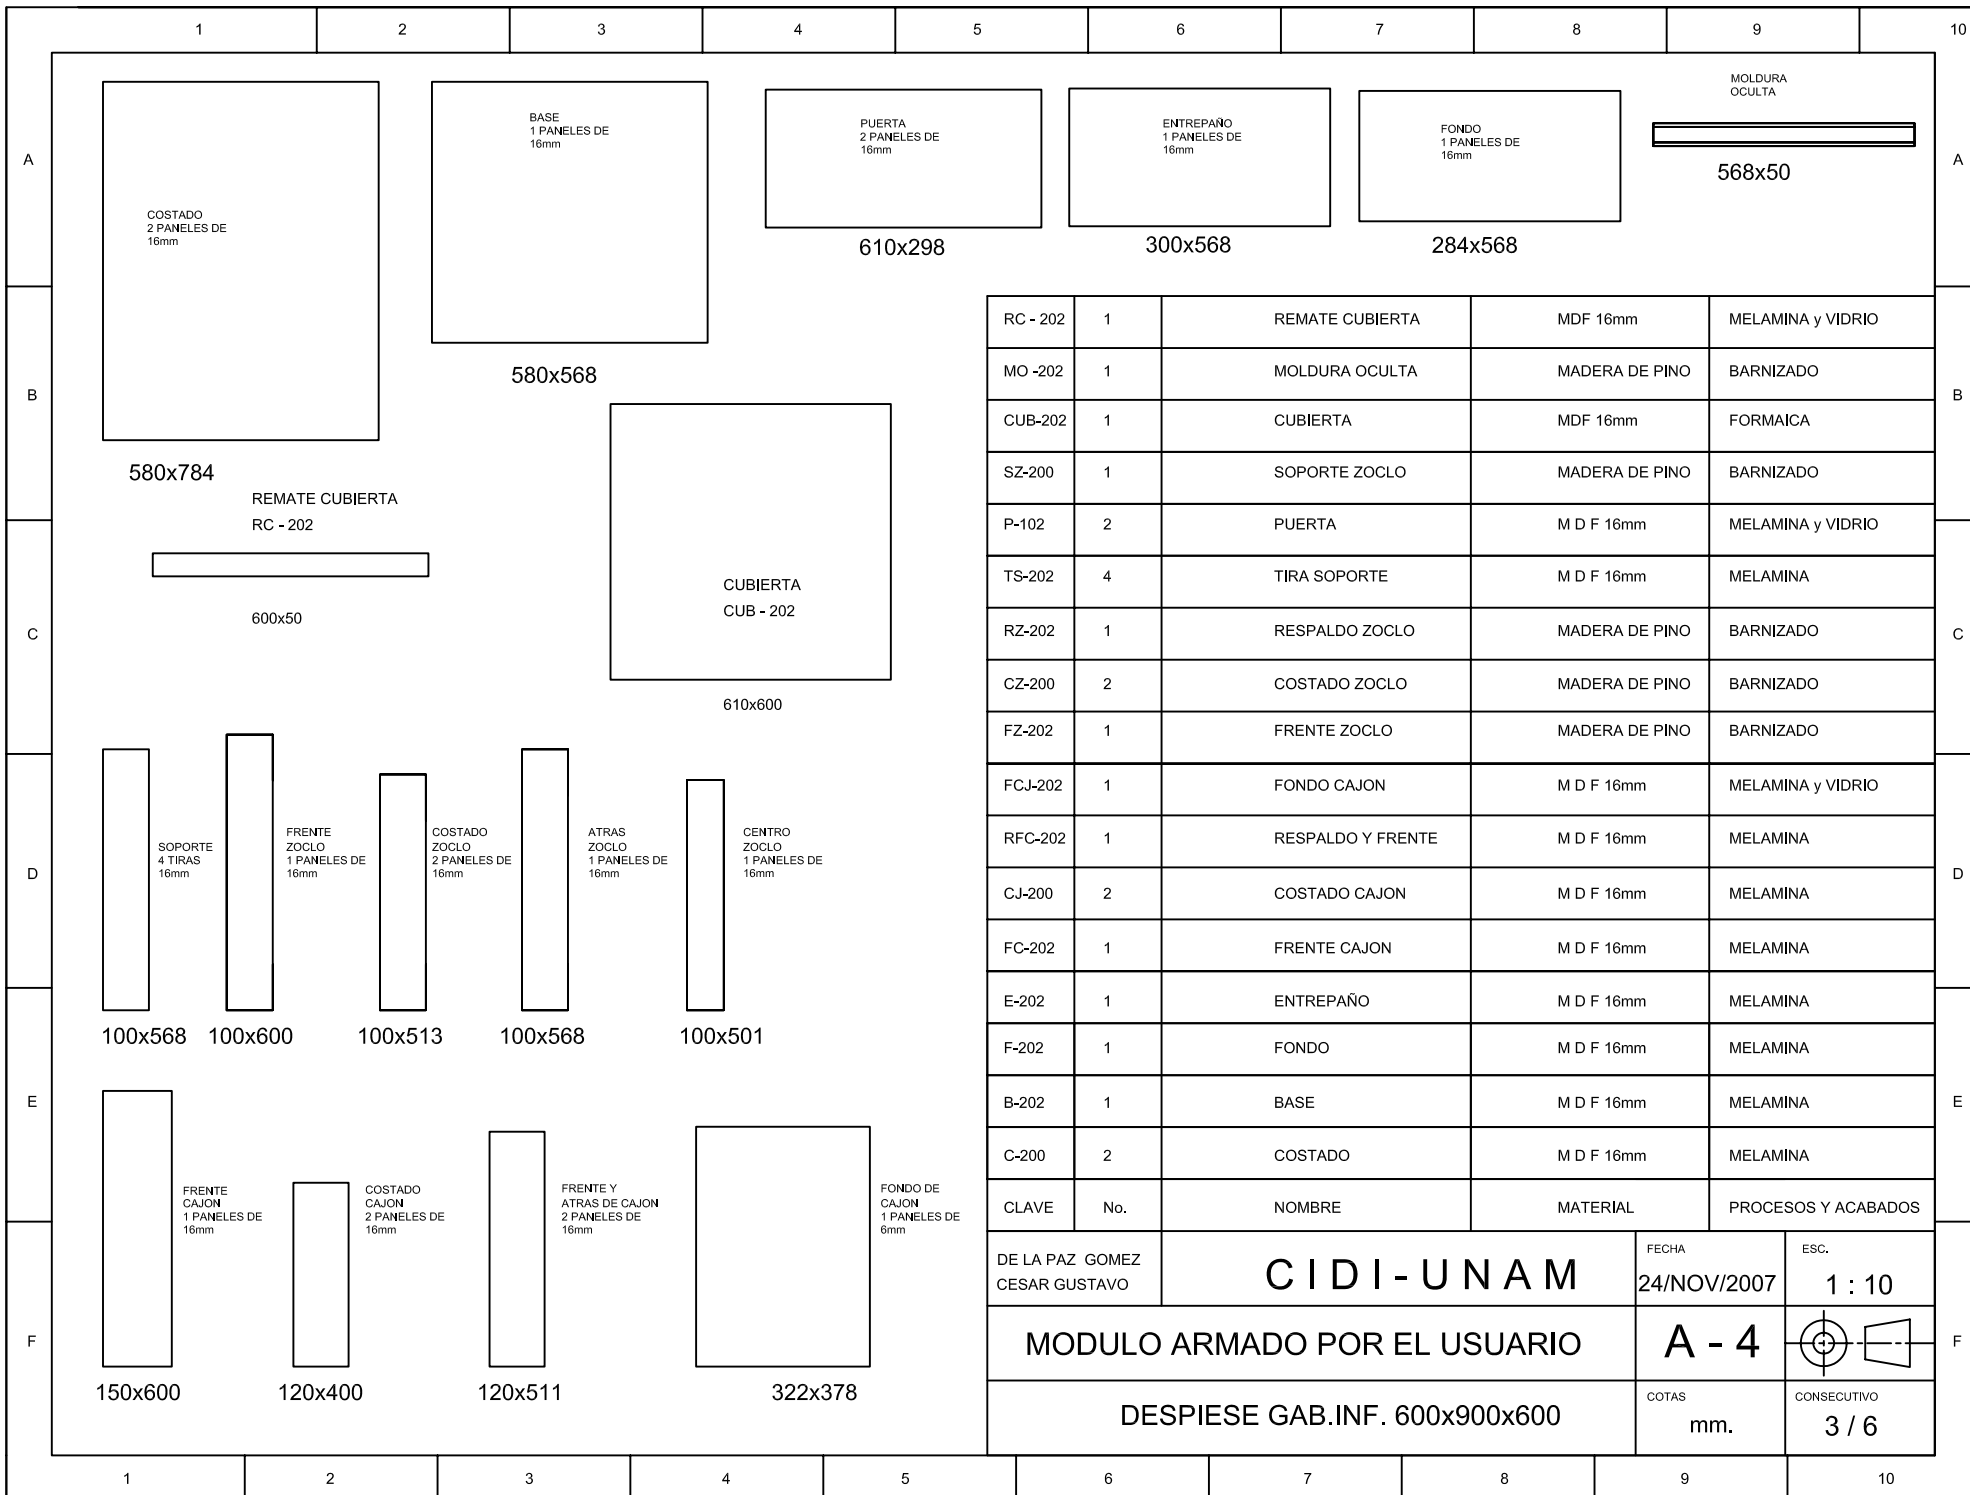 1 2 3 4 5 6 7 8 9 10
A
B
C
D
E
F
COSTADO
2 PANELES DE
16mm
580x784
BASE
1 PANELES DE
16mm
580x568
PUERTA
2 PANELES DE
16mm
610x298
ENTREPAÑO
1 PANELES DE
16mm
300x568
FONDO
1 PANELES DE
16mm
284x568
MOLDURA
OCULTA
568x50
REMATE CUBIERTA
RC - 202
600x50
CUBIERTA
CUB - 202
610x600
SOPORTE
4 TIRAS
16mm
100x568
FRENTE
ZOCLO
1 PANELES DE
16mm
100x600
COSTADO
ZOCLO
2 PANELES DE
16mm
100x513
ATRAS
ZOCLO
1 PANELES DE
16mm
100x568
CENTRO
ZOCLO
1 PANELES DE
16mm
100x501
FRENTE
CAJON
1 PANELES DE
16mm
150x600
COSTADO
CAJON
2 PANELES DE
16mm
120x400
FRENTE Y
ATRAS DE CAJON
2 PANELES DE
16mm
120x511
FONDO DE
CAJON
1 PANELES DE
6mm
322x378
RC - 202 1 REMATE CUBIERTA MDF 16mm MELAMINA y VIDRIO
MO -202 1 MOLDURA OCULTA MADERA DE PINO BARNIZADO
CUB-202 1 CUBIERTA MDF 16mm FORMAICA
SZ-200 1 SOPORTE ZOCLO MADERA DE PINO BARNIZADO
P-102 2 PUERTA M D F 16mm MELAMINA y VIDRIO
TS-202 4 TIRA SOPORTE M D F 16mm MELAMINA
RZ-202 1 RESPALDO ZOCLO MADERA DE PINO BARNIZADO
CZ-200 2 COSTADO ZOCLO MADERA DE PINO BARNIZADO
FZ-202 1 FRENTE ZOCLO MADERA DE PINO BARNIZADO
FCJ-202 1 FONDO CAJON M D F 16mm MELAMINA y VIDRIO
RFC-202 1 RESPALDO Y FRENTE M D F 16mm MELAMINA
CJ-200 2 COSTADO CAJON M D F 16mm MELAMINA
FC-202 1 FRENTE CAJON M D F 16mm MELAMINA
E-202 1 ENTREPAÑO M D F 16mm MELAMINA
F-202 1 FONDO M D F 16mm MELAMINA
B-202 1 BASE M D F 16mm MELAMINA
C-200 2 COSTADO M D F 16mm MELAMINA
CLAVE No. NOMBRE MATERIAL PROCESOS Y ACABADOS
DE LA PAZ GOMEZ
CESAR GUSTAVO
C I D I - U N A M
FECHA
24/NOV/2007
ESC.
1 : 10
MODULO ARMADO POR EL USUARIO
A - 4
DESPIESE GAB.INF. 600x900x600
COTAS
mm.
CONSECUTIVO
3 / 6
A
B
C
D
E
F
1 2 3 4 5 6 7 8 9 10